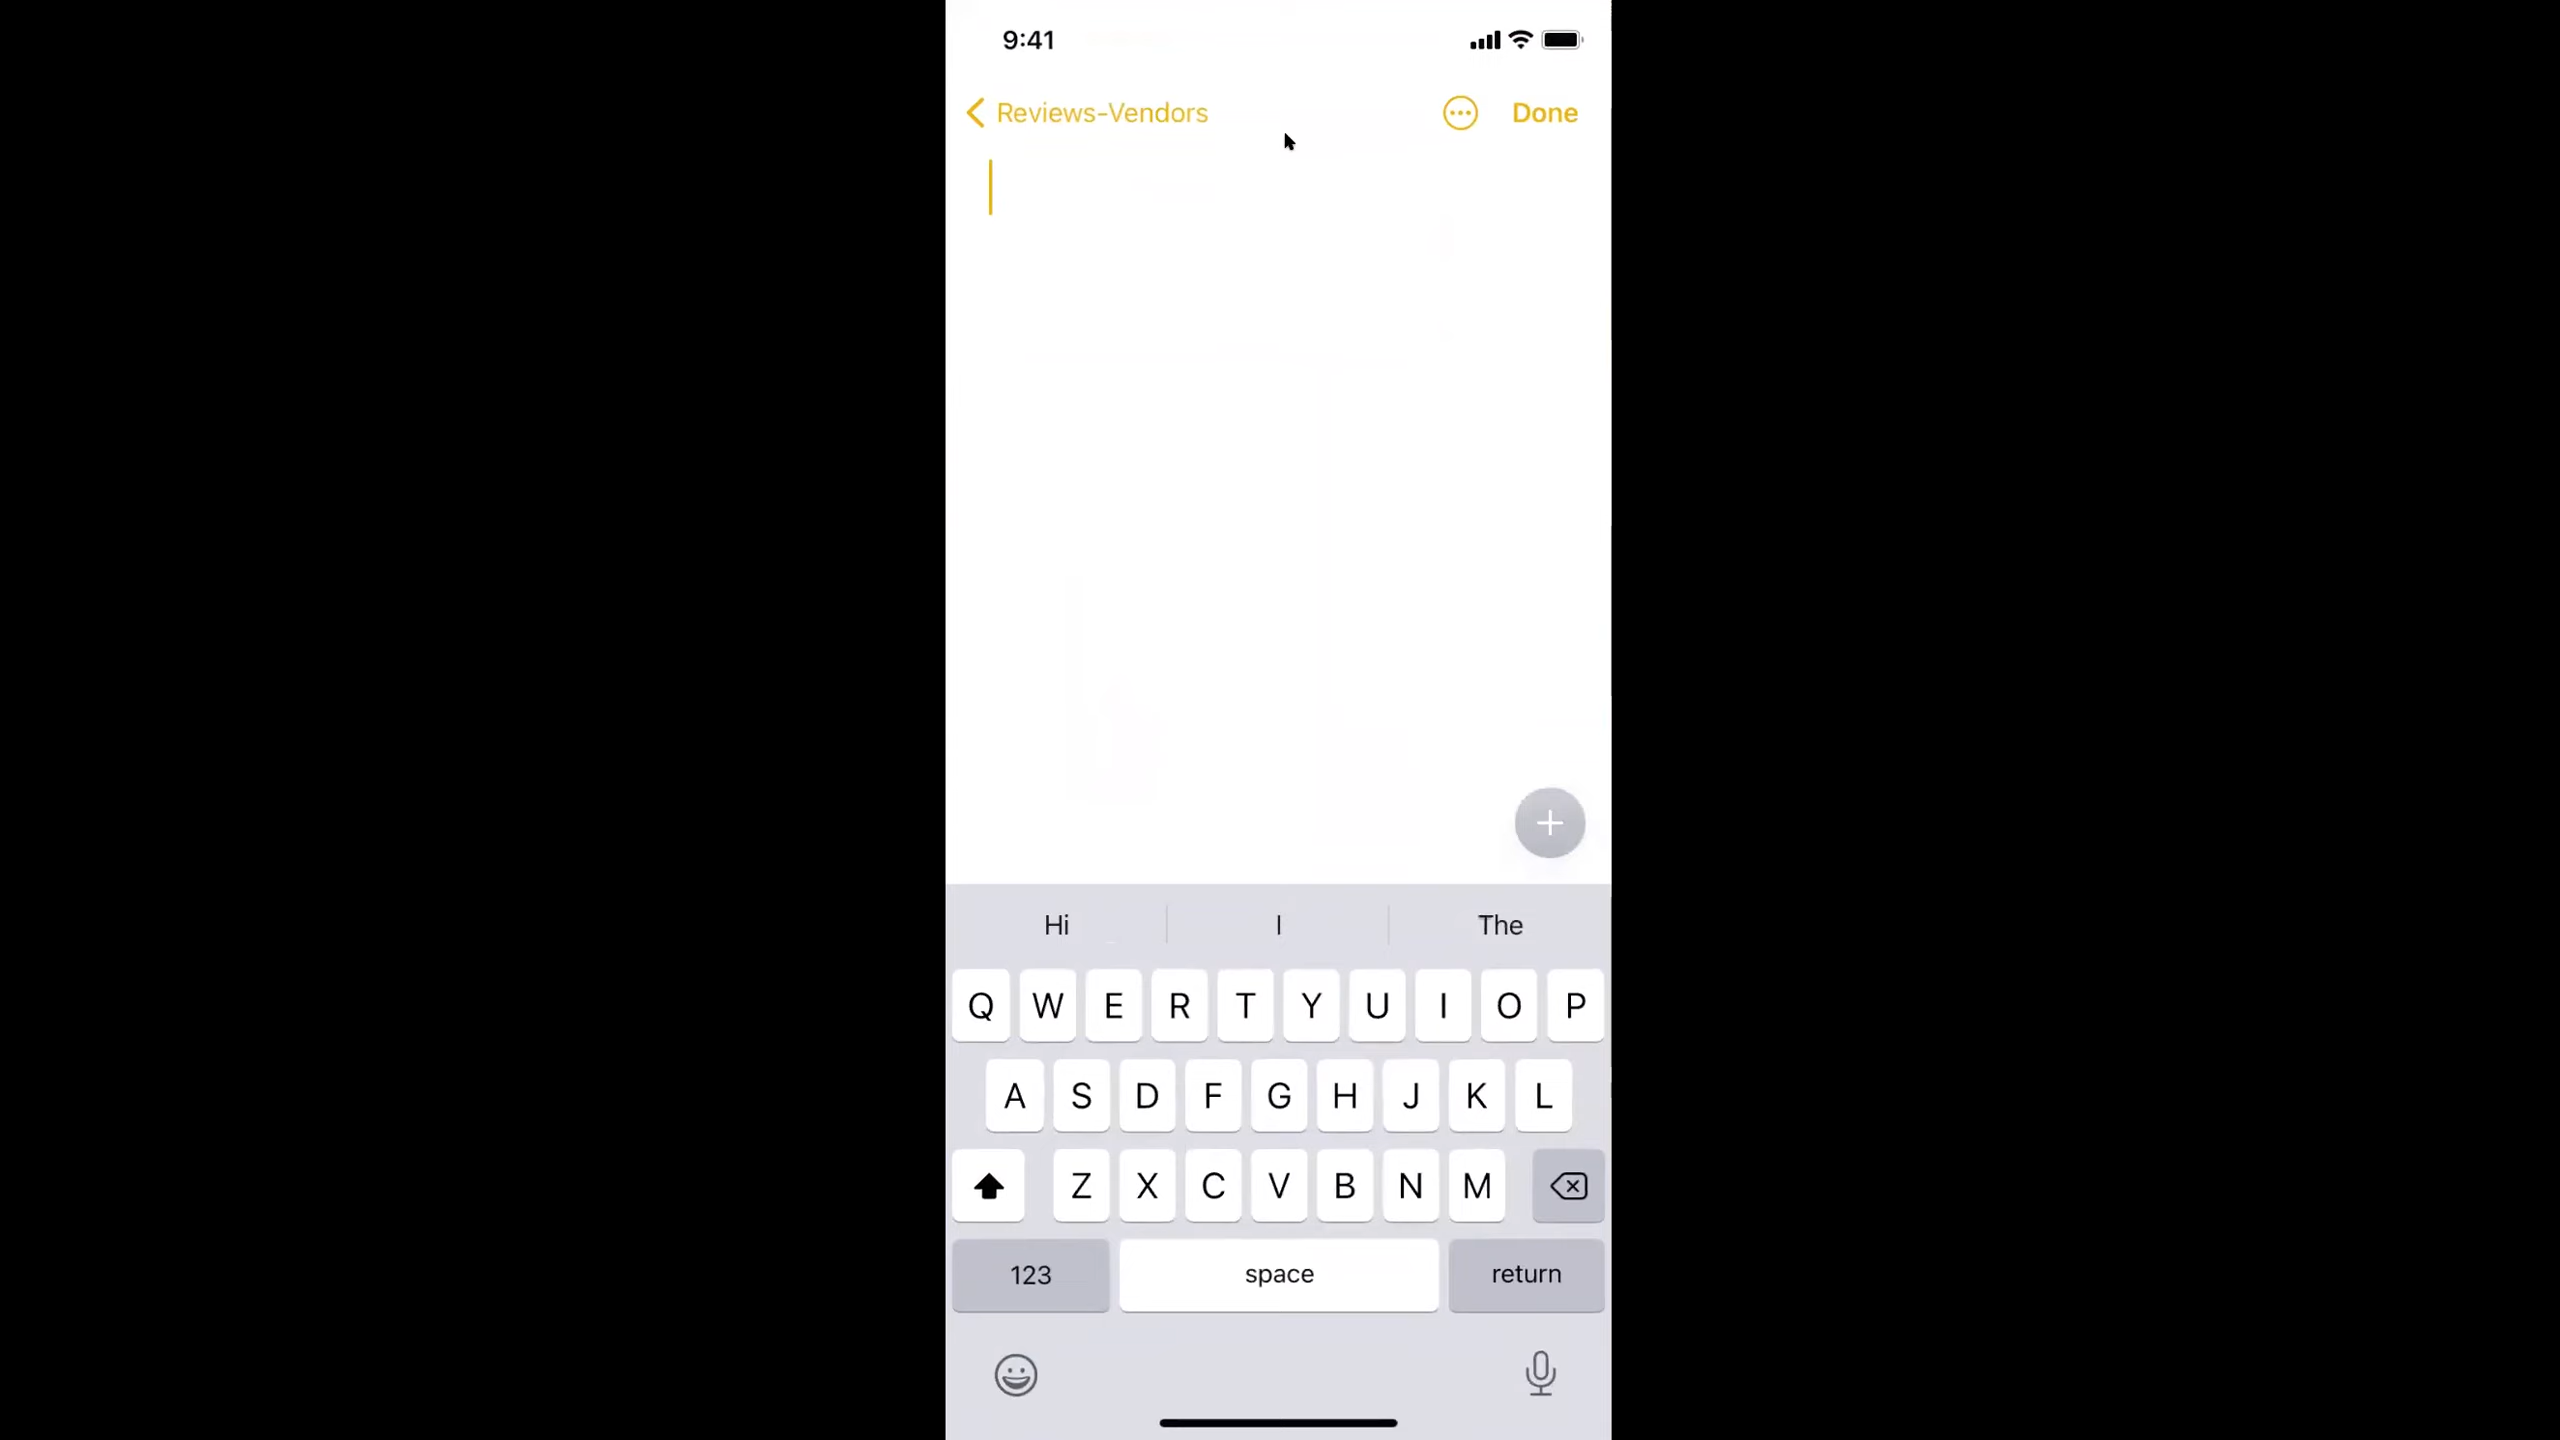 9:41
Reviews-Vendors Done
Hi I The
Q W E R T Y U I O P
A S D F G H J K L
Z X C V B N M
123 space return